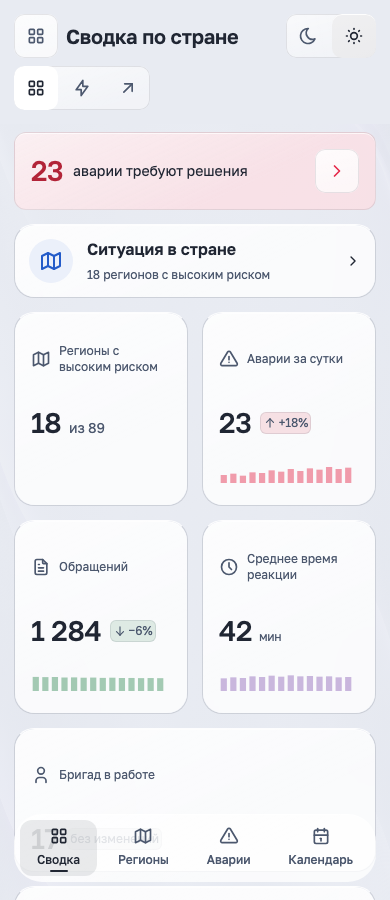 Сводка по стране
23 аварии требуют решения
Ситуация в стране
18 регионов с высоким риском
Регионы с
высоким риском
18 из 89
Аварии за сутки
23 ↑ +18%
Обращений
1 284 ↓ −6%
Среднее время
реакции
42 мин
Бригад в работе
без изменений
Сводка
Регионы
Аварии
Календарь